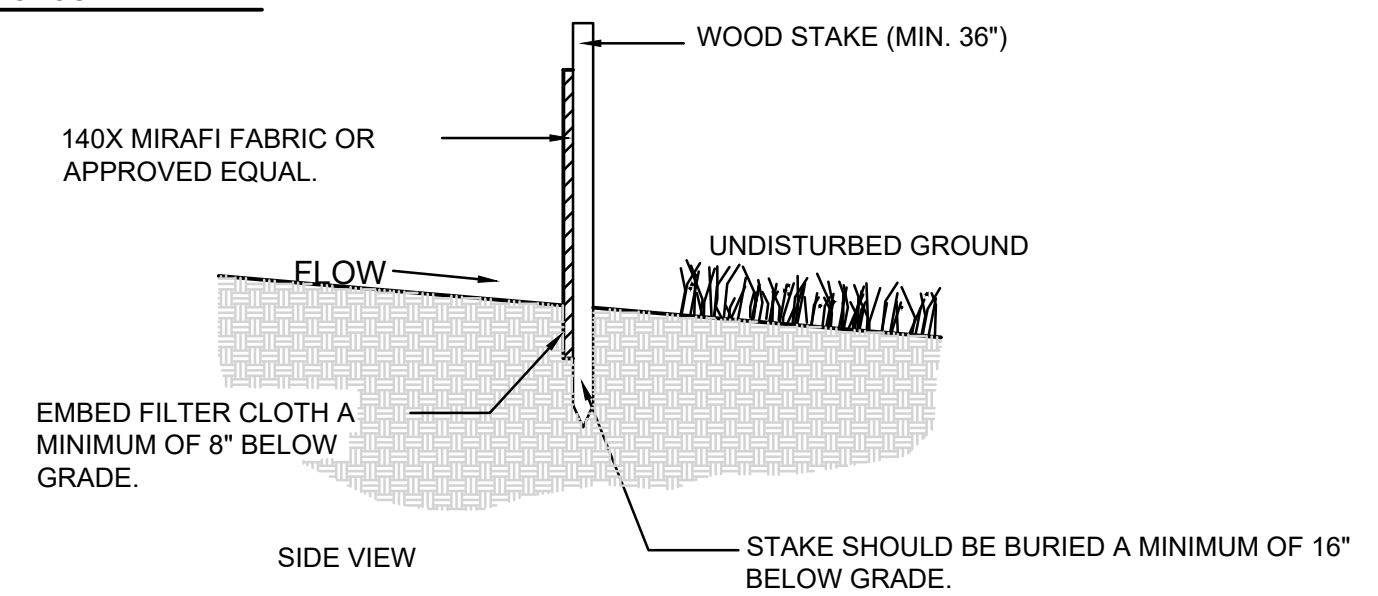 WOOD STAKE (MIN. 36")
140X MIRAFI FABRIC OR
APPROVED EQUAL.
UNDISTURBED GROUND
FLOW
EMBED FILTER CLOTH A
MINIMUM OF 8" BELOW
GRADE.
SIDE VIEW
STAKE SHOULD BE BURIED A MINIMUM OF 16"
BELOW GRADE.